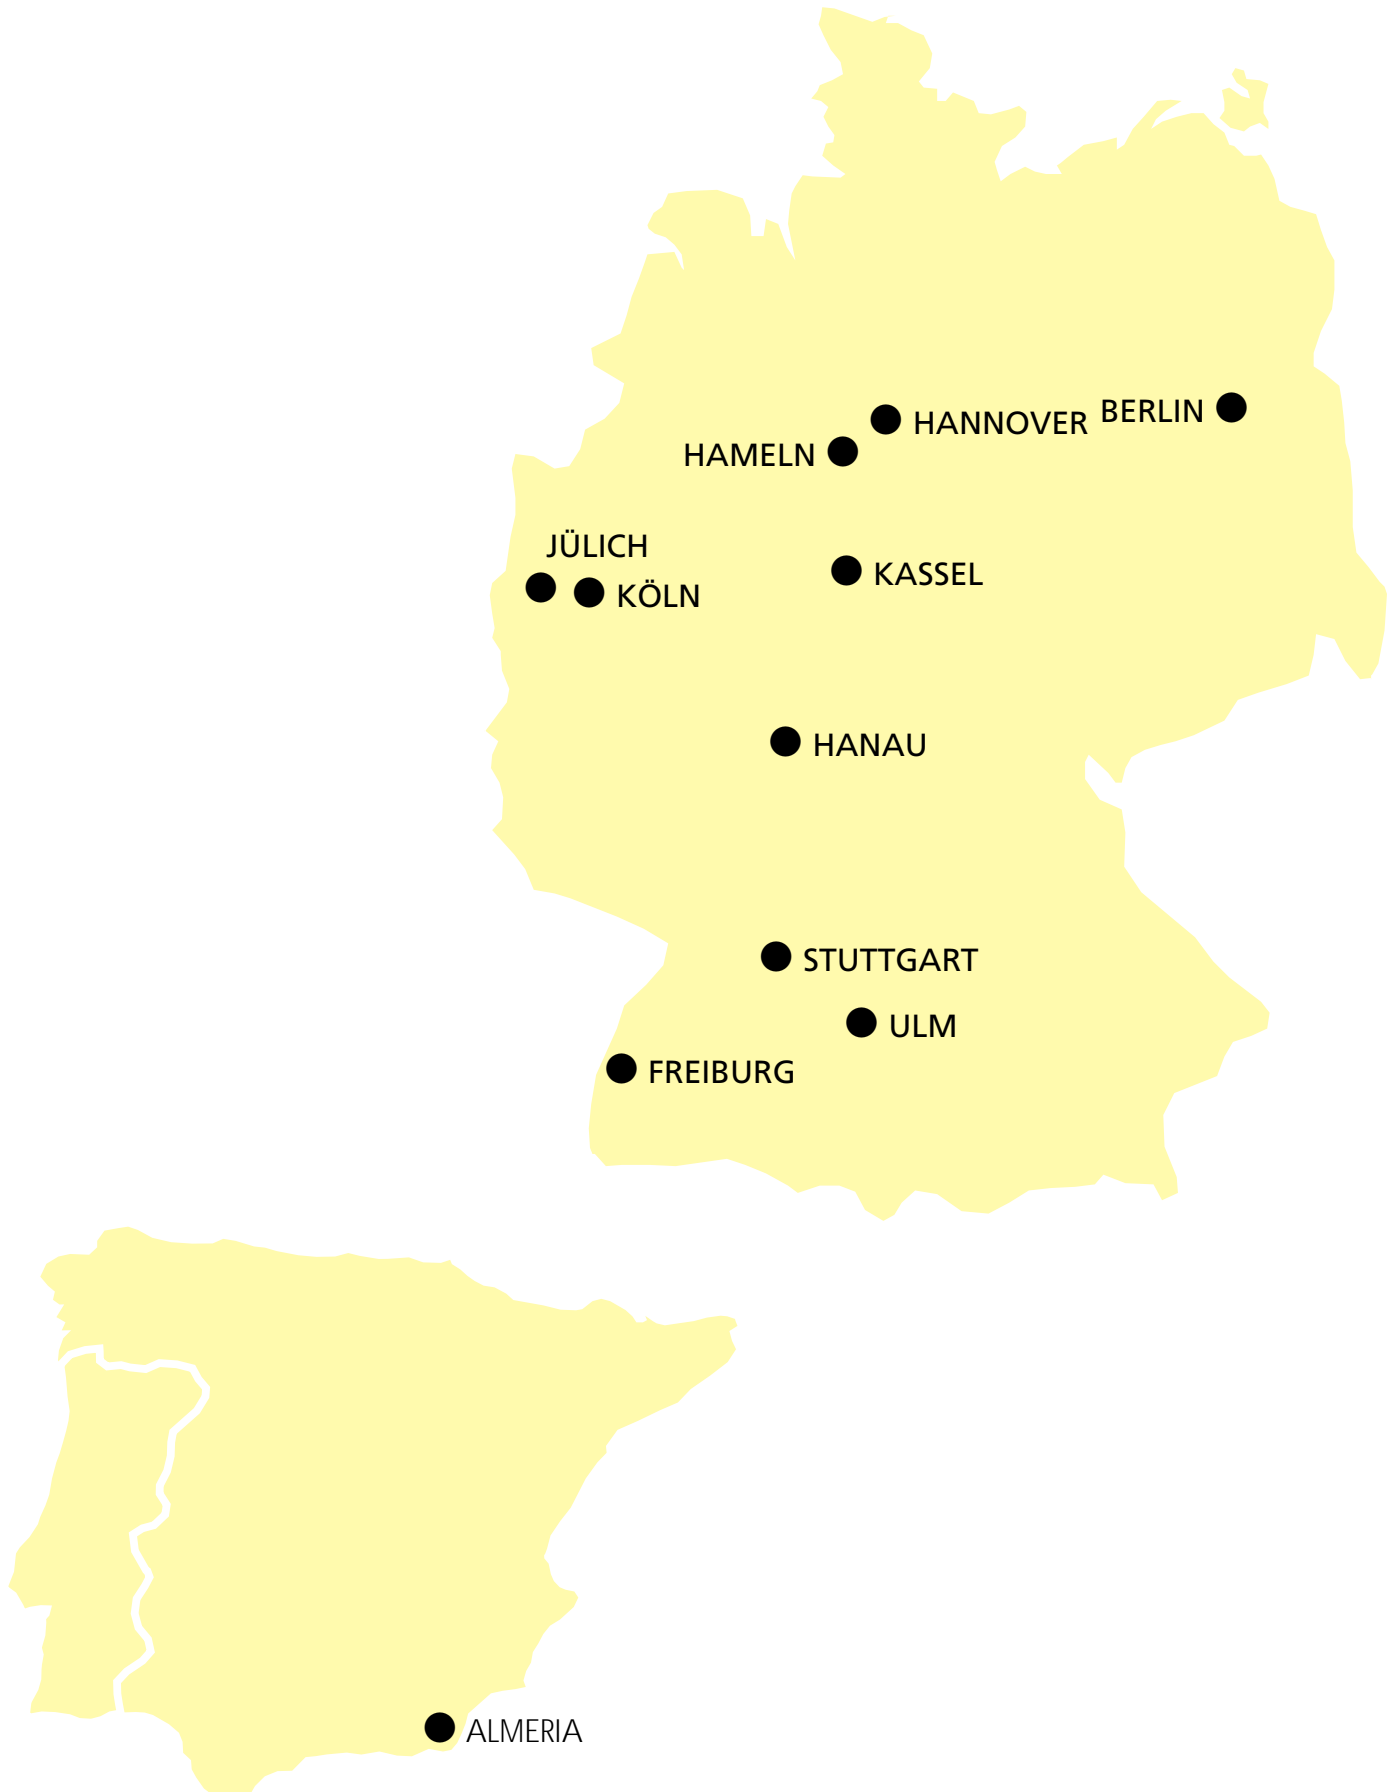 BERLIN
HANNOVER
HAMELN
JÜLICH
KASSEL
KÖLN
HANAU
STUTTGART
ULM
FREIBURG
ALMERIA